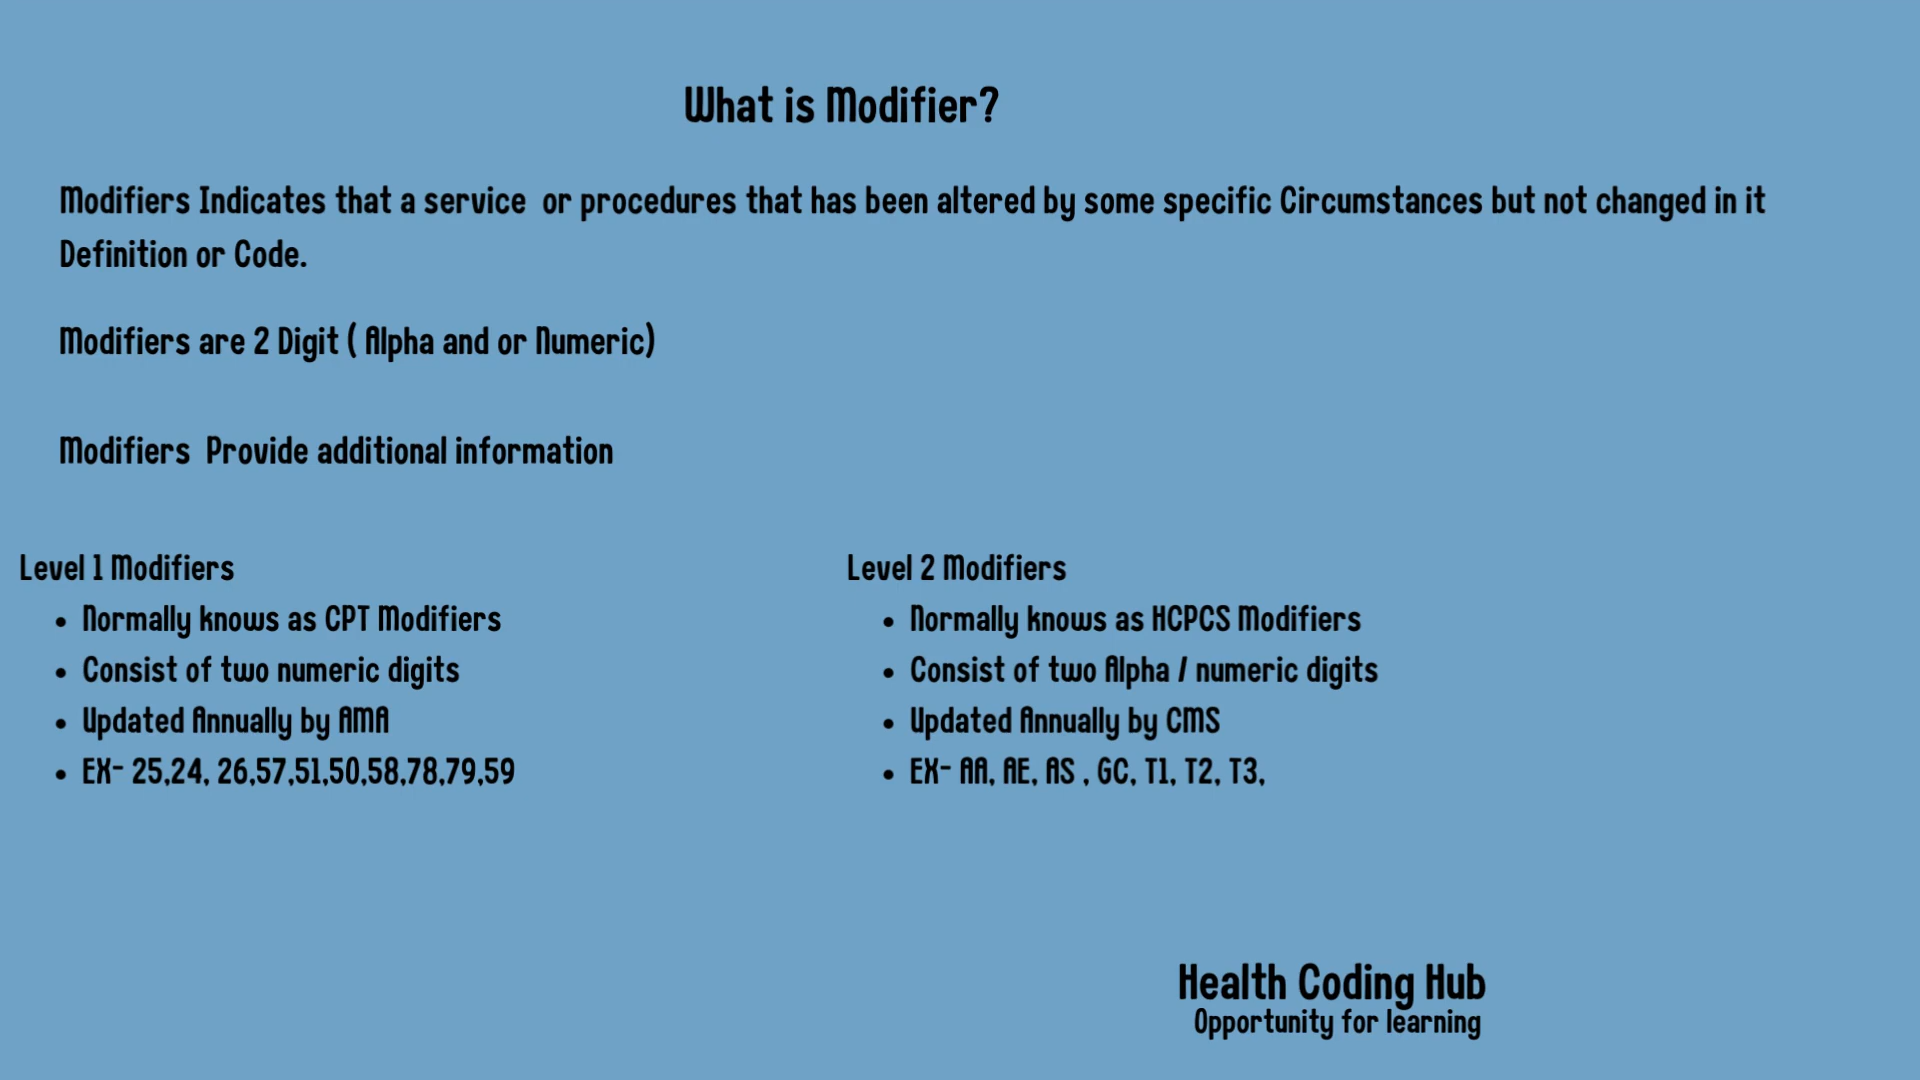 What is Modifier?
Modifiers Indicates that a service or procedures that has been altered by some specific Circumstances but not changed in it
Definition or Code.
Modifiers are 2 Digit ( Alpha and or Numeric)
Modifiers Provide additional information
Level 1 Modifiers
• Normally knows as CPT Modifiers
• Consist of two numeric digits
• Updated Annually by AMA
• EX- 25,24, 26,57,51,50,58,78,79,59
Level 2 Modifiers
• Normally knows as HCPCS Modifiers
• Consist of two Alpha / numeric digits
• Updated Annually by CMS
• EX- AA, AE, AS , GC, T1, T2, T3,
Health Coding Hub
Opportunity for learning